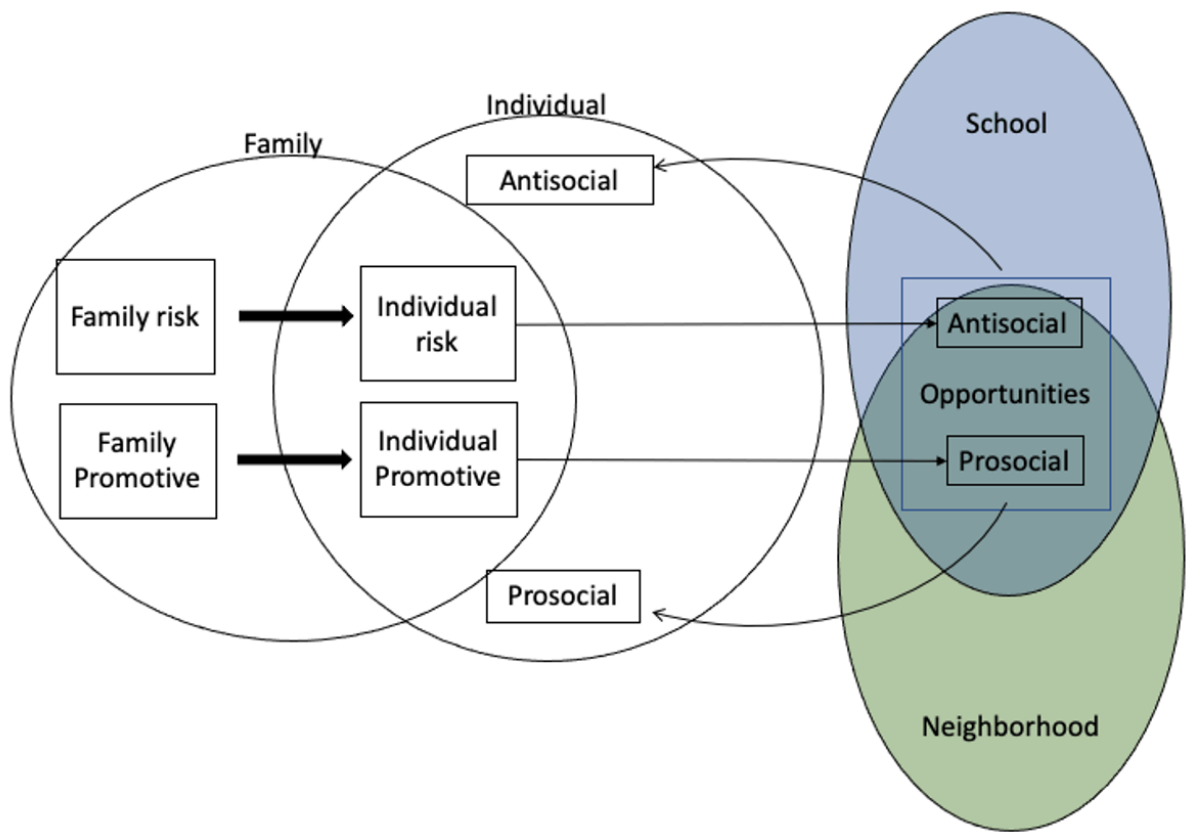 School
Individual
Family
Antisocial
Family risk
Individual
risk
Antisocial
Opportunities
Family
Promotive
Individual
Promotive
Prosocial
Prosocial
Neighborhood